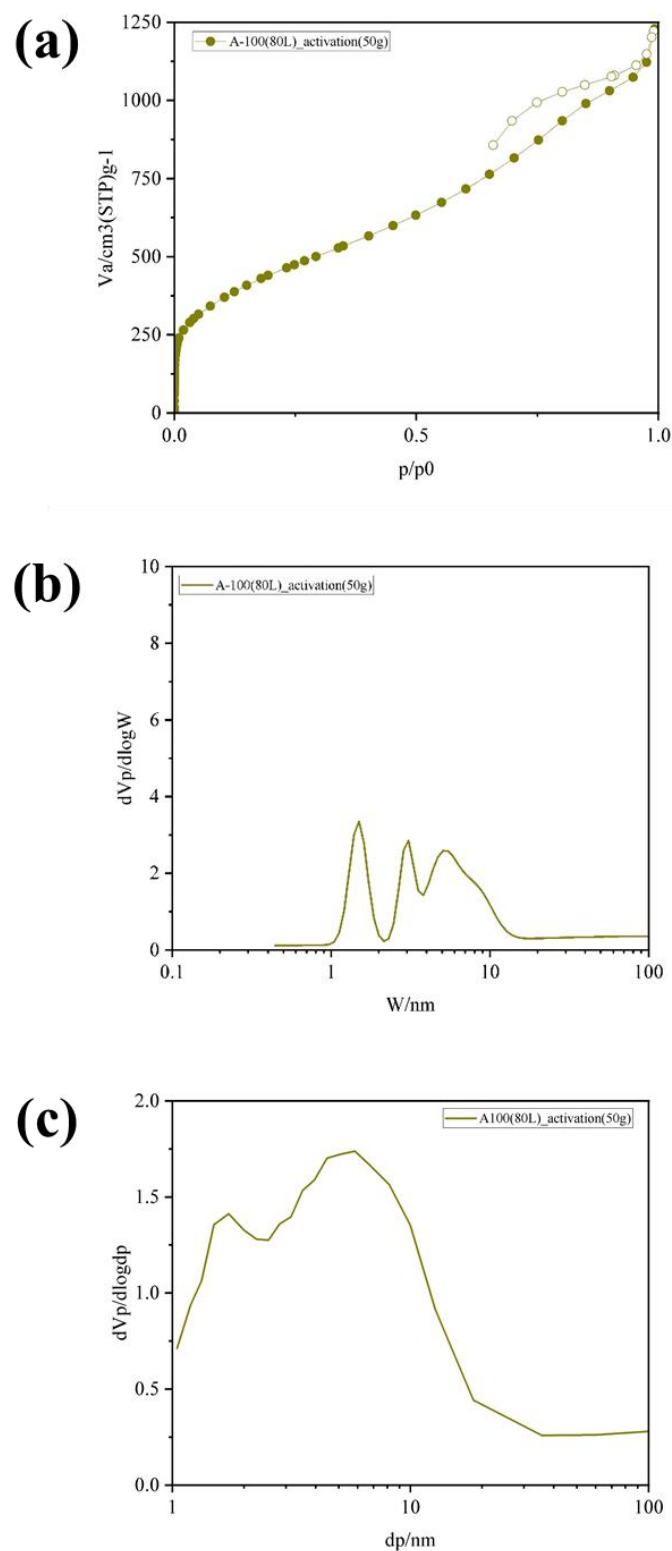 (a)
A-100(80L)_activation(50g)
1250
1000
750
500
250
0
Va/cm3(STP)g-1
0.0
0.5
1.0
p/p0
(b)
A-100(80L)_activation(50g)
10
8
6
4
2
0
dVp/dlogW
0.1
1
10
100
W/nm
(c)
A100(80L)_activation(50g)
2.0
1.5
1.0
0.5
0.0
dVp/dlogdp
1
10
100
dp/nm